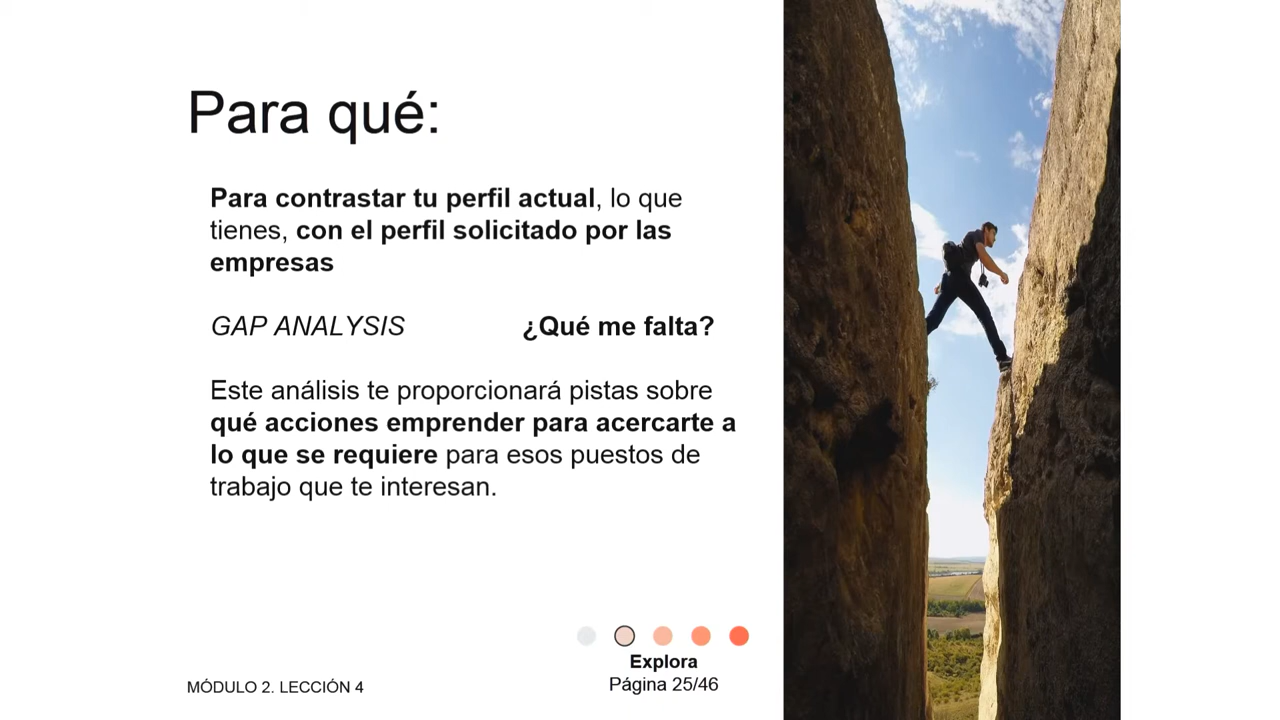 Para qué:
Para contrastar tu perfil actual, lo que
tienes, con el perfil solicitado por las
empresas
GAP ANALYSIS ¿Qué me falta?
Este análisis te proporcionará pistas sobre
qué acciones emprender para acercarte a
lo que se requiere para esos puestos de
trabajo que te interesan.
Explora
Página 25/46
MÓDULO 2. LECCIÓN 4